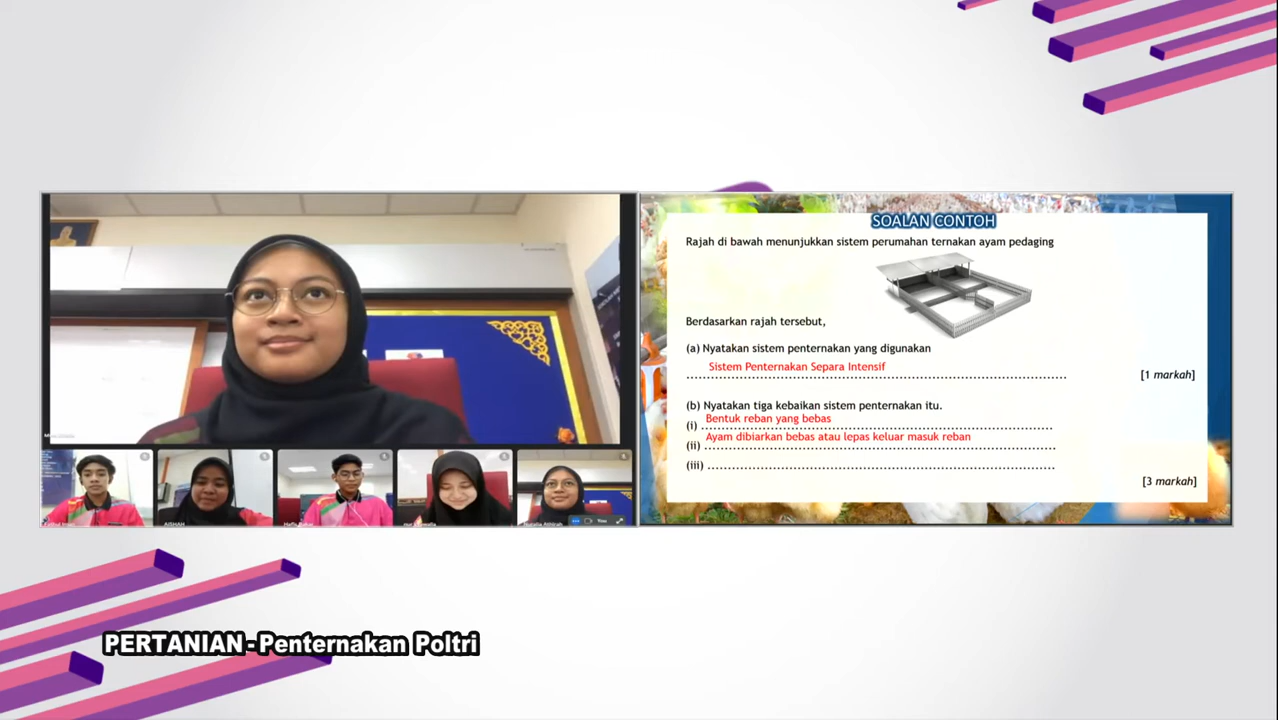 SOALAN CONTOH
Rajah di bawah menunjukkan sistem perumahan ternakan ayam pedaging
Berdasarkan rajah tersebut,
(a) Nyatakan sistem penternakan yang digunakan
Sistem Penternakan Separa Intensif
[1 markah]
(b) Nyatakan tiga kebaikan sistem penternakan itu.
Bentuk reban yang bebas
(i)
Ayam dibiarkan bebas atau lepas keluar masuk reban
(ii)
(iii)
[3 markah]
AISHAH
You
PERTANIAN - Penternakan Poltri